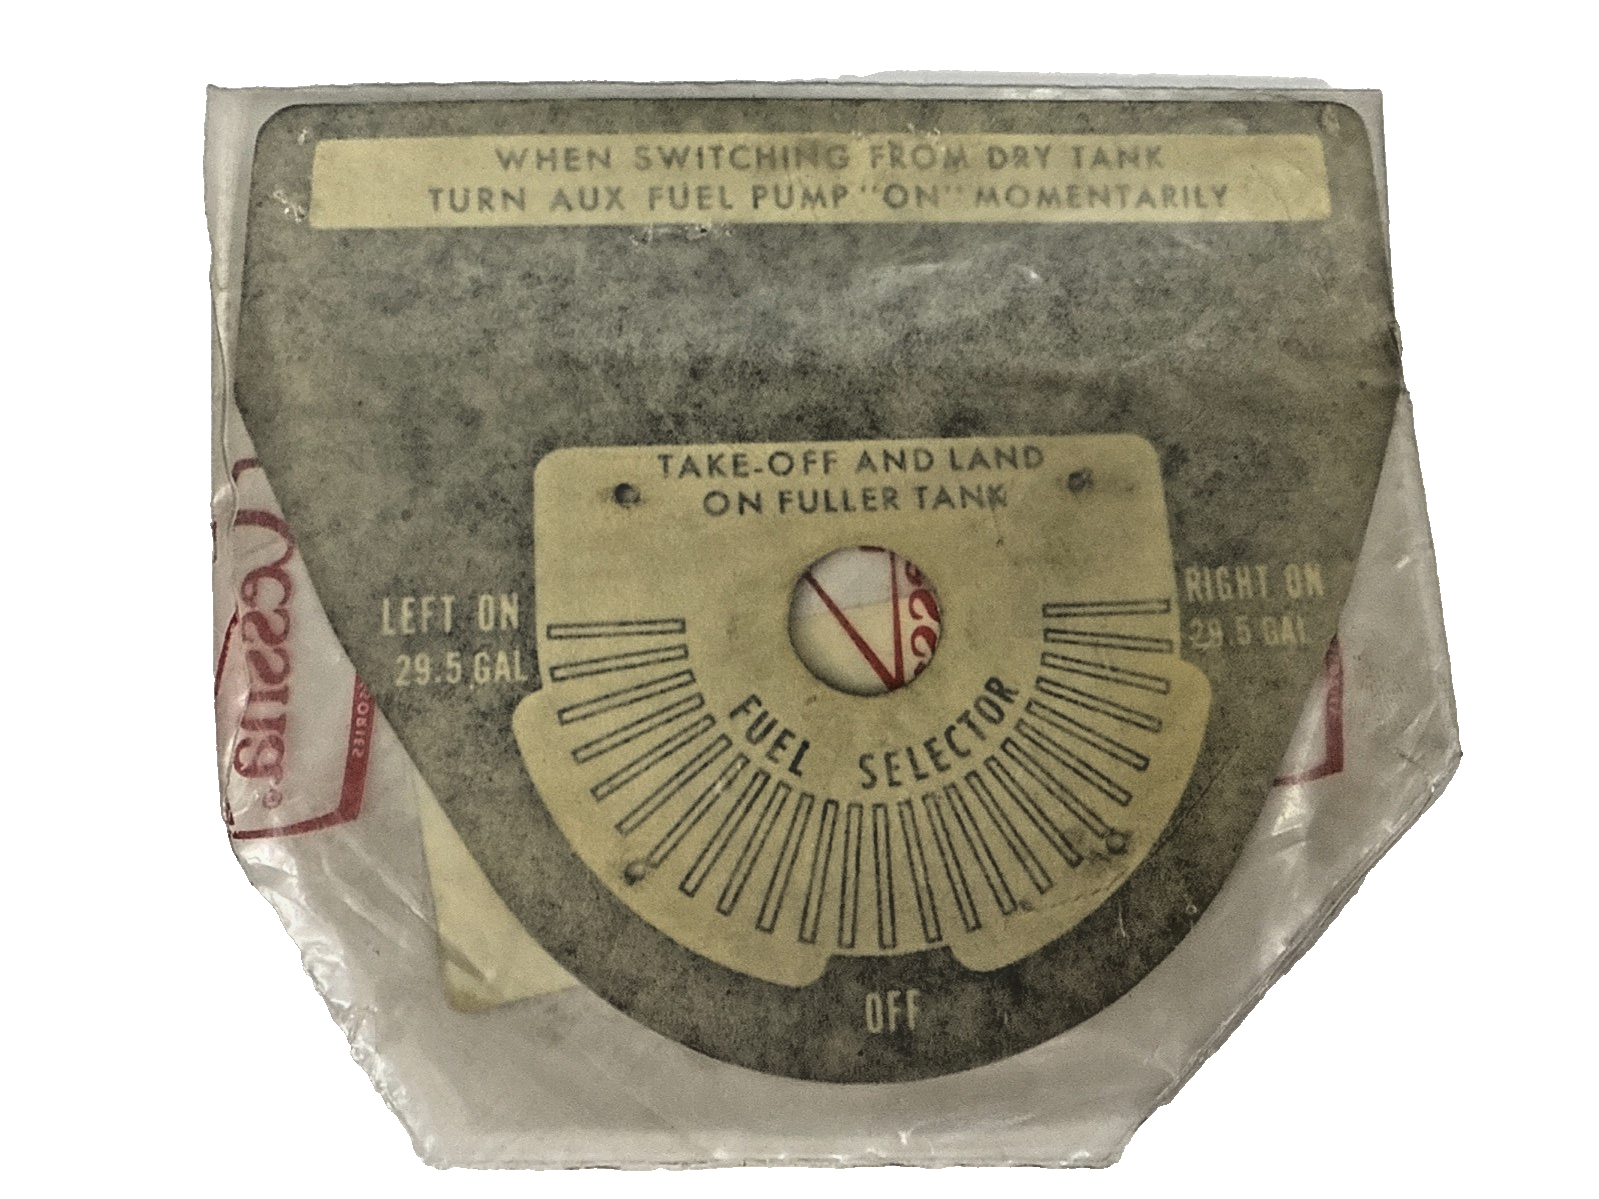 WHEN SWITCHING FROM DRY TANK
TURN AUX FUEL PUMP "ON" MOMENTARILY
TAKE-OFF AND LAND
ON FULLER TANK
LEFT ON
29.5 GAL
RIGHT ON
29.5 GAL
FUEL SELECTOR
OFF
Cessna®